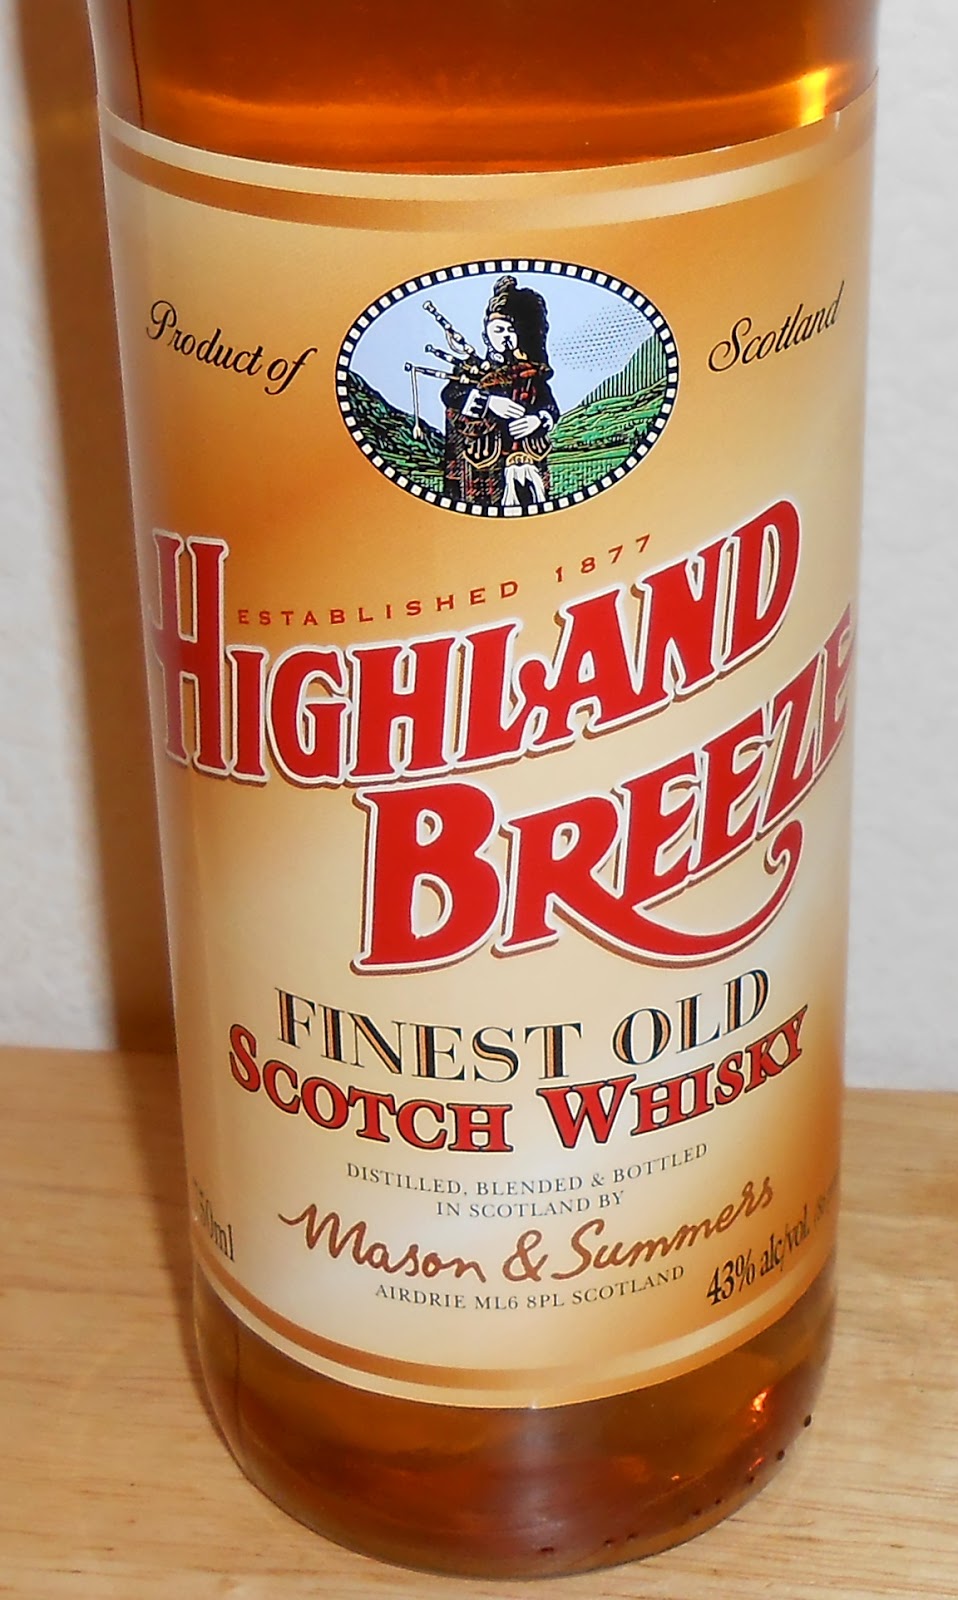 Product of Scotland
ESTABLISHED 1877
HIGHLAND
BREEZE
FINEST OLD
SCOTCH WHISKY
DISTILLED, BLENDED & BOTTLED
IN SCOTLAND BY
Mason & Summers
AIRDRIE ML6 8PL SCOTLAND
43% alc/vol.